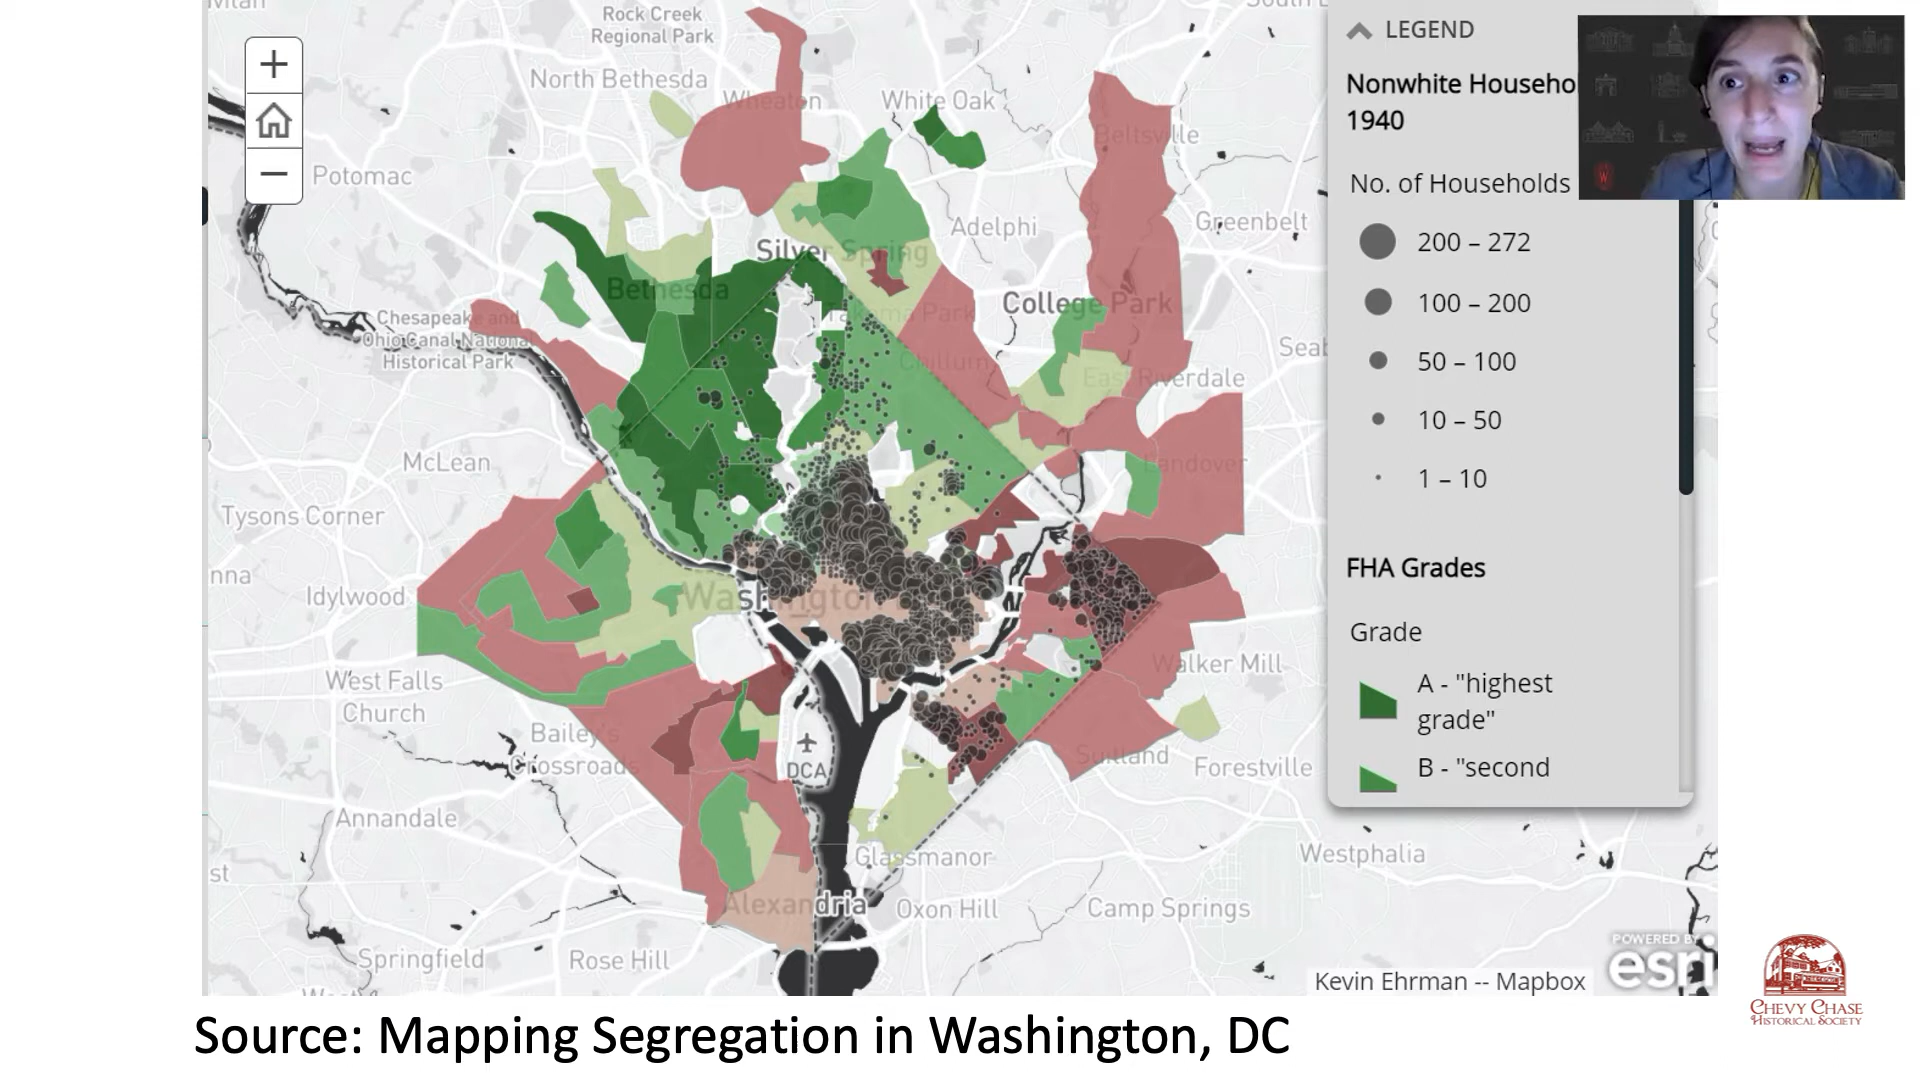 Rock Creek
Regional Park
North Bethesda
Wheaton
White Oak
Beltsville
Potomac
Adelphi
Greenbelt
Silver Spring
Bethesda
Takoma Park
College Park
Chesapeake and
Ohio Canal National
Historical Park
Chillum
East Riverdale
McLean
Landover
Tysons Corner
Idylwood
Washington
West Falls
Church
Walker Mill
Bailey's
Crossroads
DCA
Suitland
Forestville
Annandale
Glassmanor
Westphalia
Alexandria
Oxon Hill
Camp Springs
Springfield
Rose Hill
LEGEND
Nonwhite Househo
1940
No. of Households
200 – 272
100 – 200
50 – 100
10 – 50
1 – 10
FHA Grades
Grade
A - "highest
grade"
B - "second
Kevin Ehrman -- Mapbox
POWERED BY
esri
CHEVY CHASE
HISTORICAL SOCIETY
Source: Mapping Segregation in Washington, DC